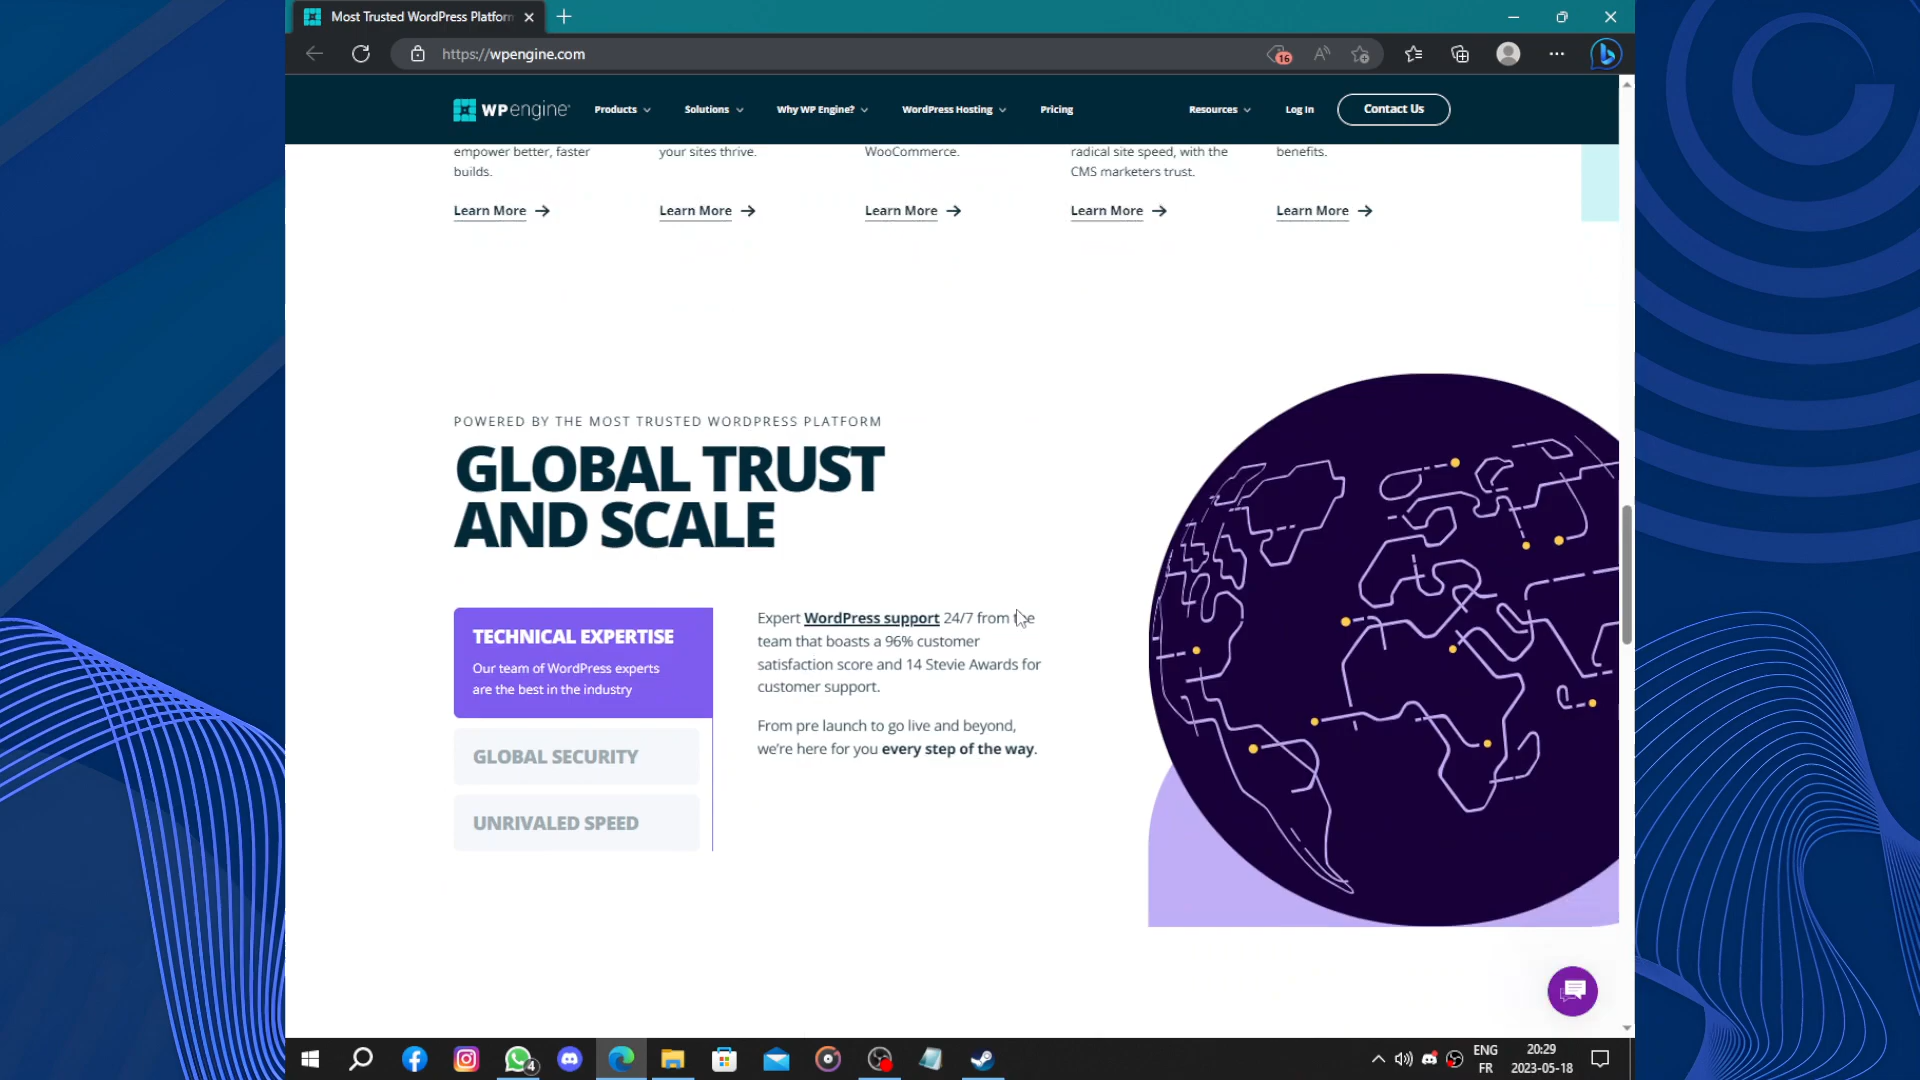 Most Trusted WordPress Platform
https://wpengine.com
16
WP engine
Products
Solutions
Why WP Engine?
WordPress Hosting
Pricing
Resources
Log In
Contact Us
empower better, faster
builds.
your sites thrive.
WooCommerce.
radical site speed, with the
CMS marketers trust.
benefits.
Learn More
Learn More
Learn More
Learn More
Learn More
POWERED BY THE MOST TRUSTED WORDPRESS PLATFORM
GLOBAL TRUST
AND SCALE
TECHNICAL EXPERTISE
Our team of WordPress experts
are the best in the industry
GLOBAL SECURITY
UNRIVALED SPEED
Expert WordPress support 24/7 from the
team that boasts a 96% customer
satisfaction score and 14 Stevie Awards for
customer support.
From pre launch to go live and beyond,
we're here for you every step of the way.
4
ENG
FR
20:29
2023-05-18